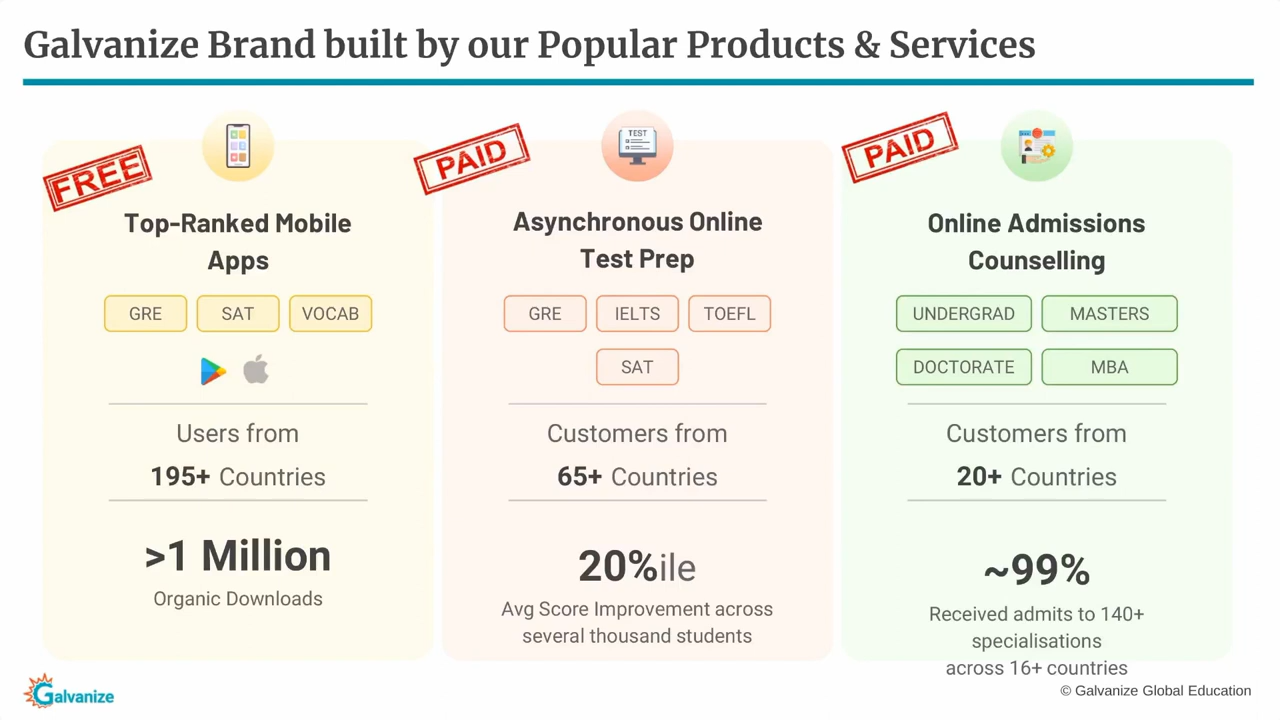 Galvanize Brand built by our Popular Products & Services
FREE
Top-Ranked Mobile
Apps
GRE
SAT
VOCAB
Users from
195+ Countries
>1 Million
Organic Downloads
PAID
TEST
Asynchronous Online
Test Prep
GRE
IELTS
TOEFL
SAT
Customers from
65+ Countries
20%ile
Avg Score Improvement across
several thousand students
PAID
Online Admissions
Counselling
UNDERGRAD
MASTERS
DOCTORATE
MBA
Customers from
20+ Countries
~99%
Received admits to 140+
specialisations
across 16+ countries
Galvanize
© Galvanize Global Education